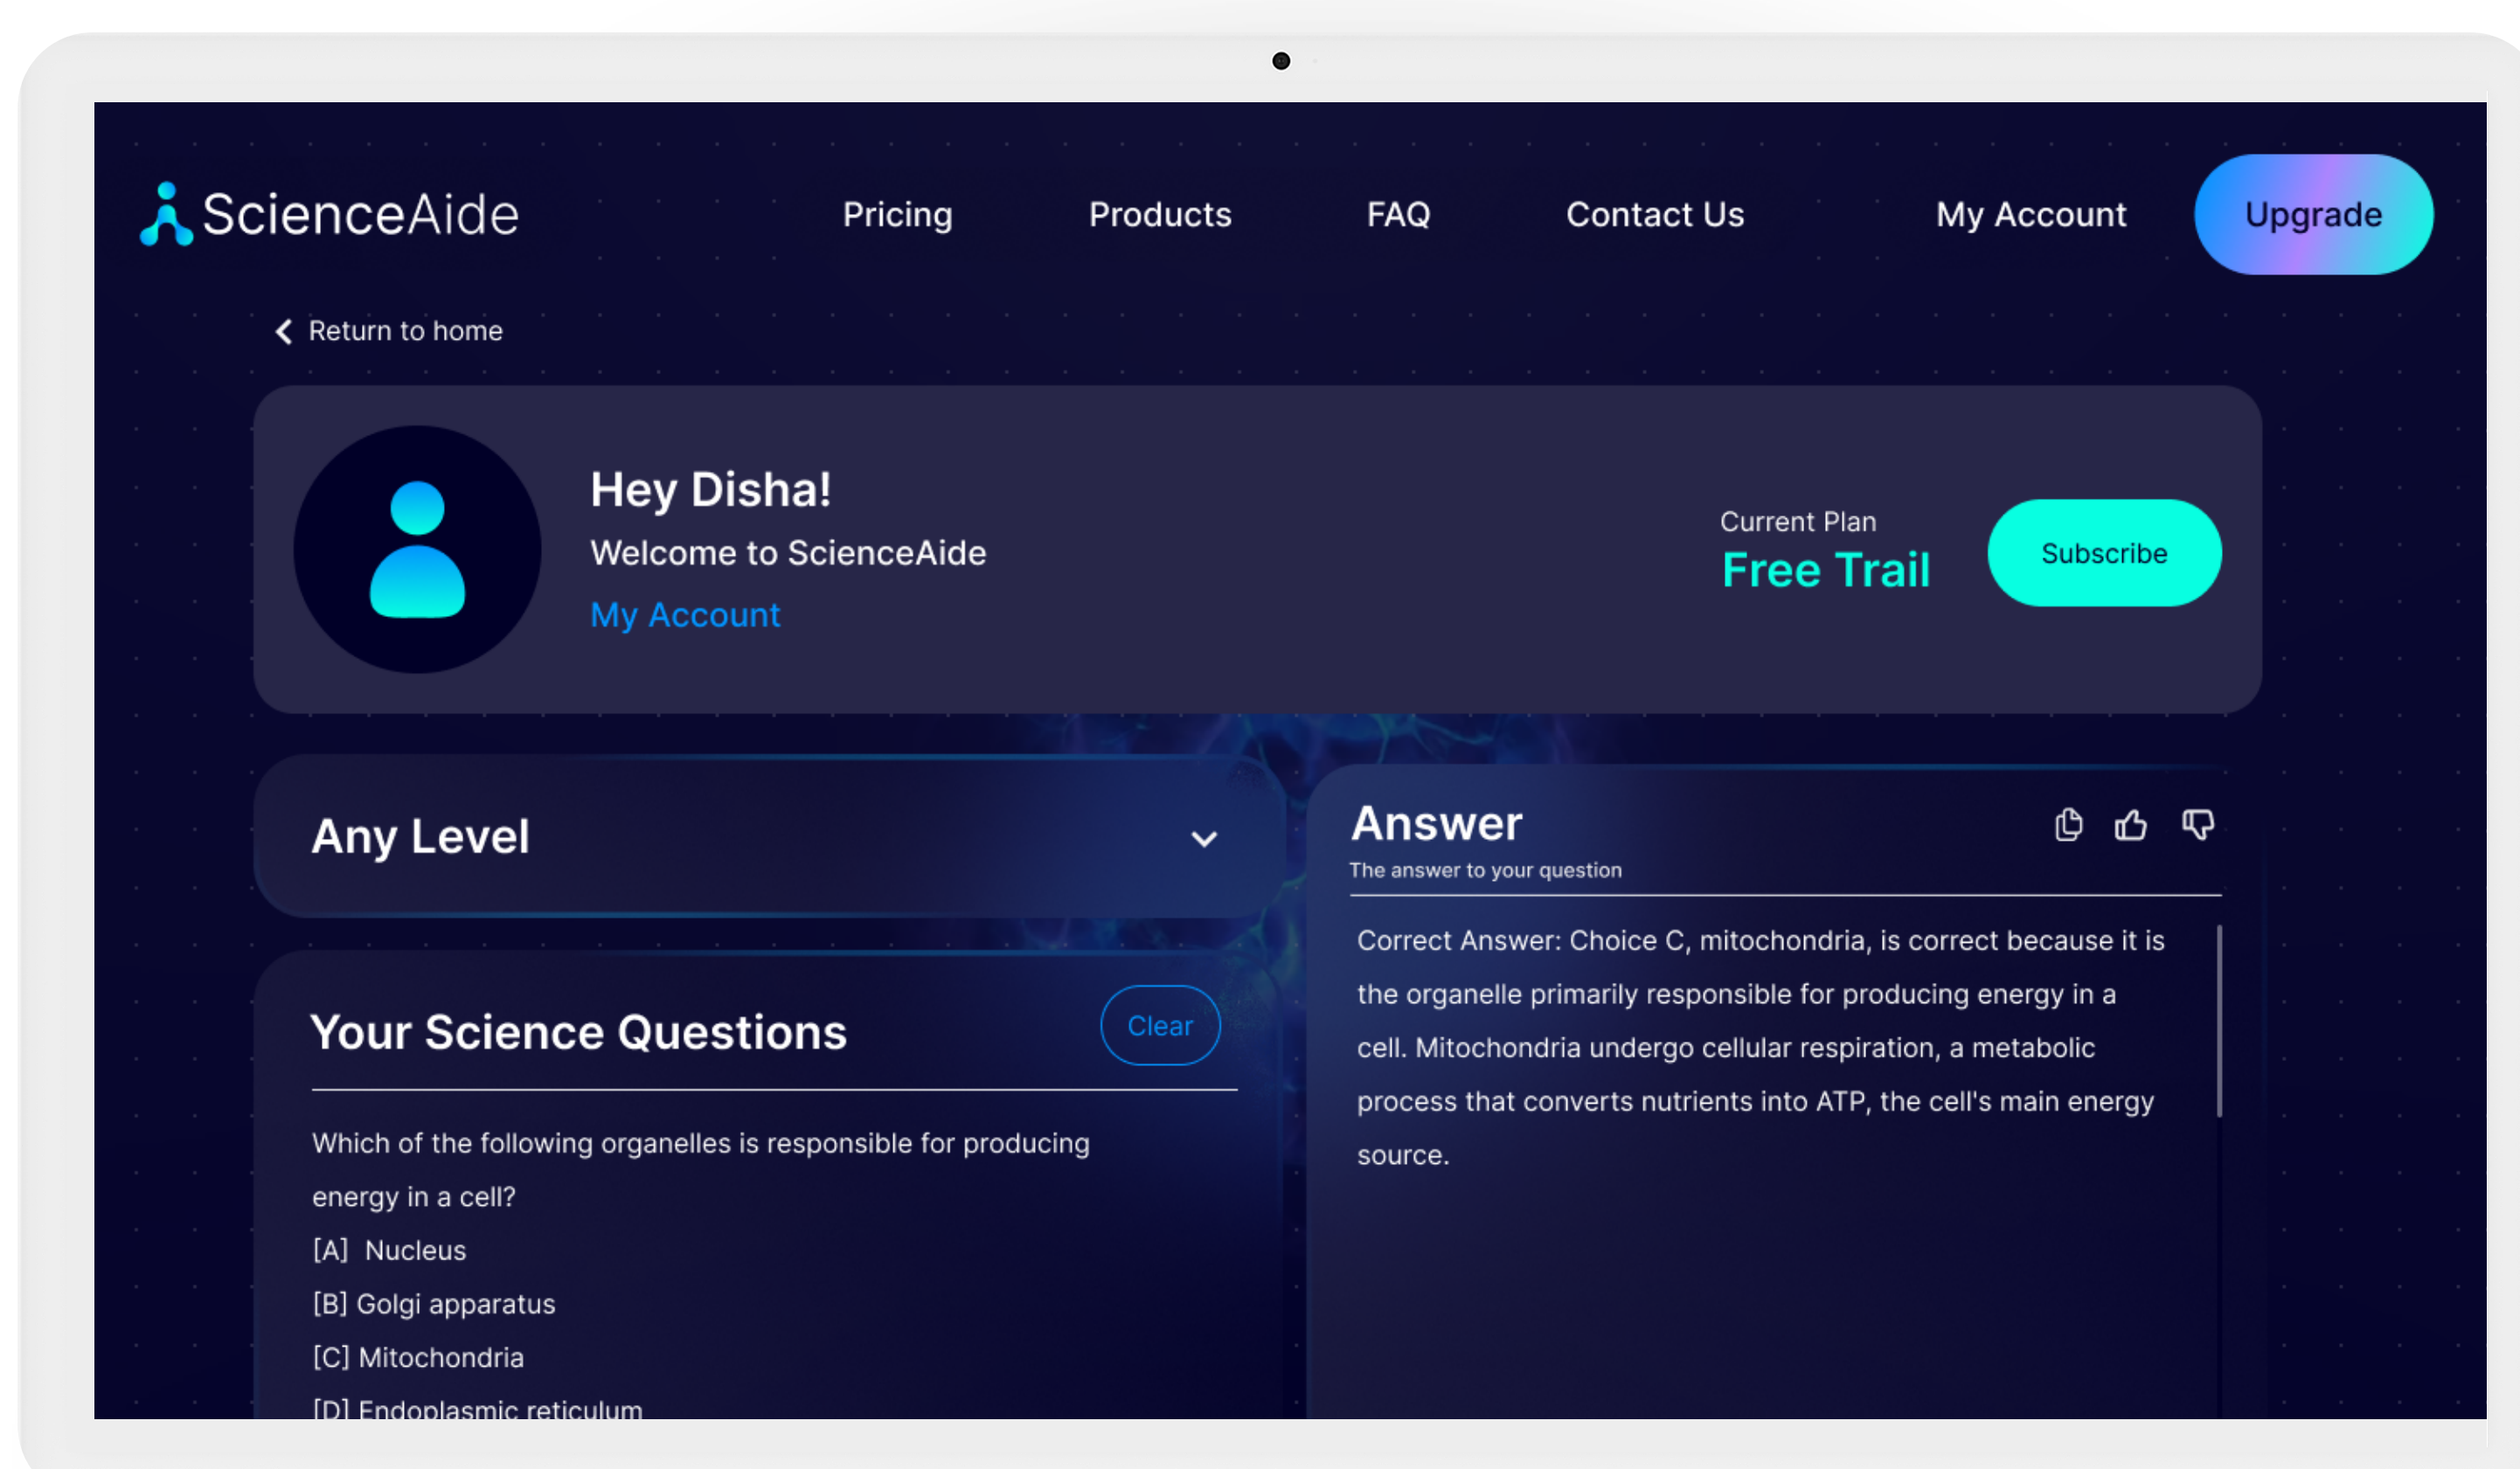 ScienceAide
Pricing
Products
FAQ
Contact Us
My Account
Upgrade
Return to home
Hey Disha!
Welcome to ScienceAide
My Account
Current Plan
Free Trail
Subscribe
Any Level
Your Science Questions
Clear
Which of the following organelles is responsible for producing
energy in a cell?
[A]  Nucleus
[B] Golgi apparatus
[C] Mitochondria
[D] Endoplasmic reticulum
Answer
The answer to your question
Correct Answer: Choice C, mitochondria, is correct because it is
the organelle primarily responsible for producing energy in a
cell. Mitochondria undergo cellular respiration, a metabolic
process that converts nutrients into ATP, the cell's main energy
source.